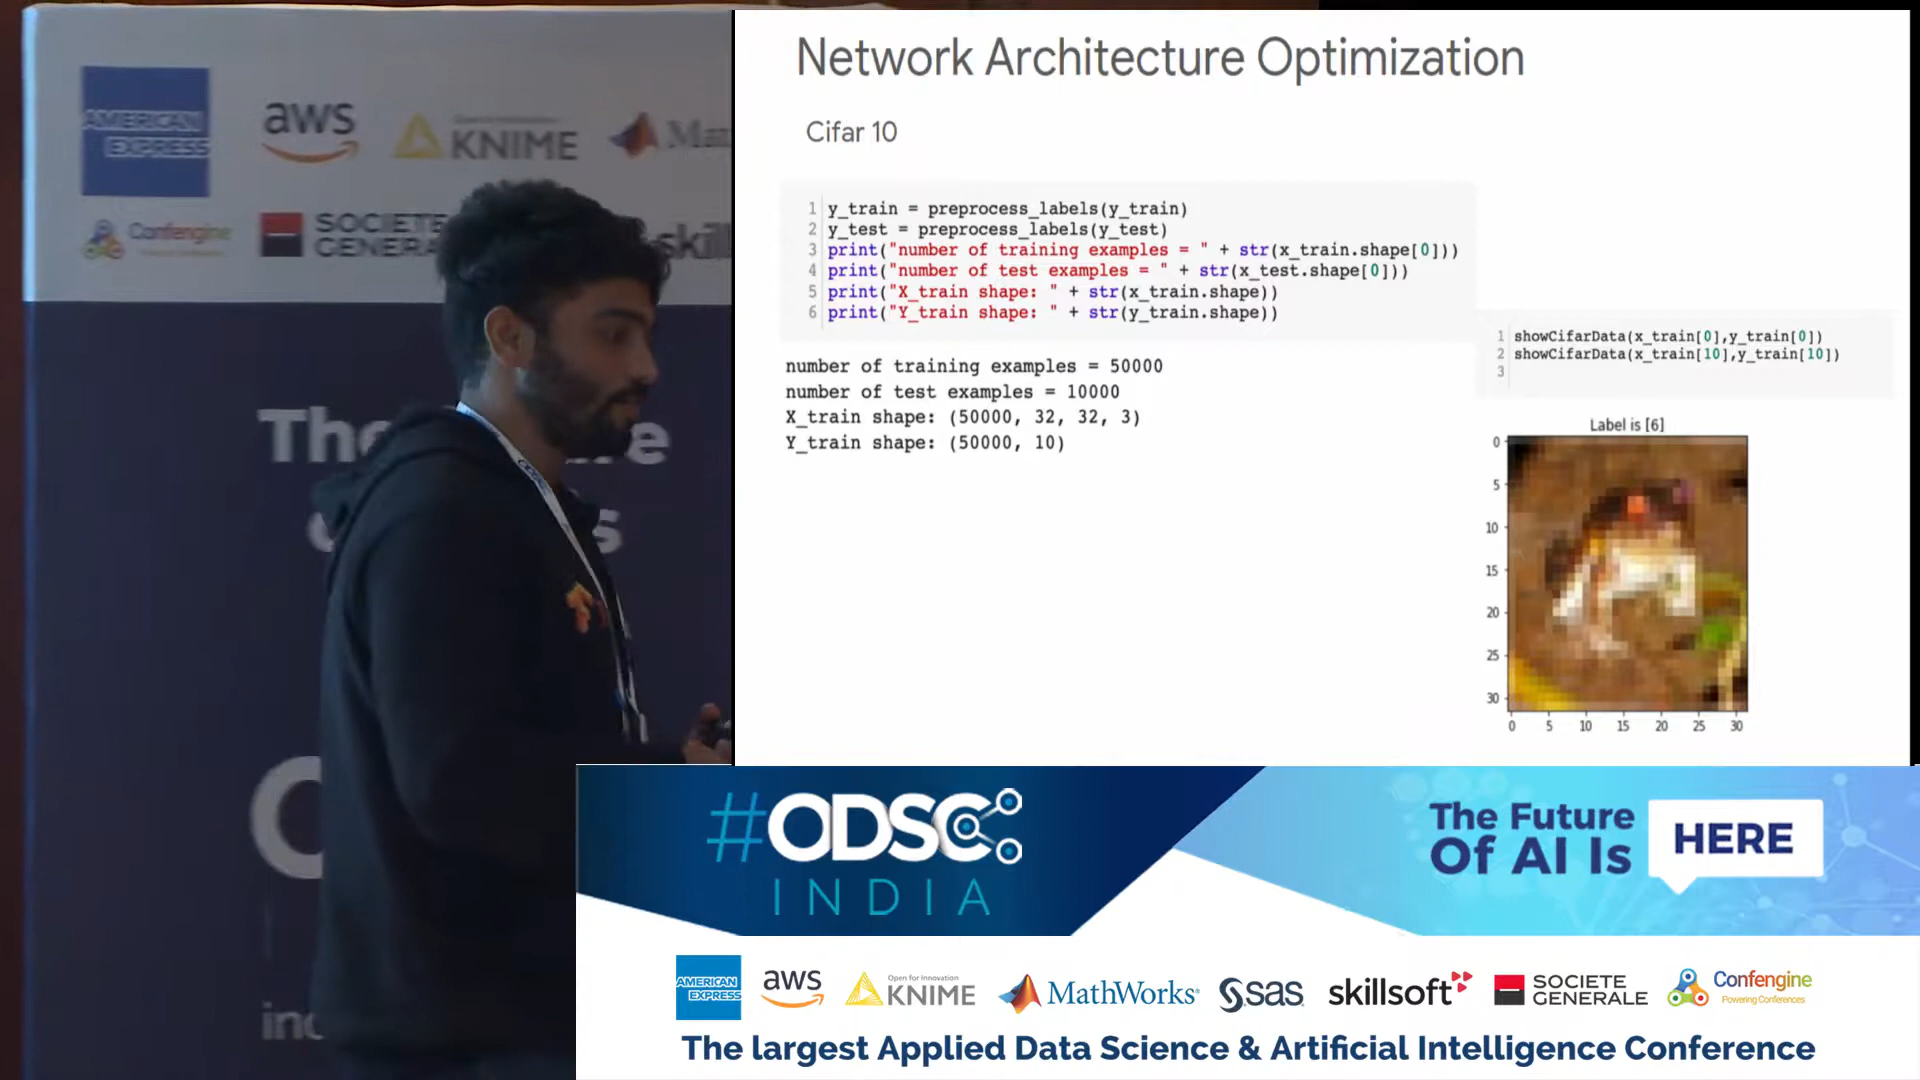 AMERICAN
EXPRESS
aws
KNIME
Confengine
SOCIETE
GENERALE
Network Architecture Optimization
Cifar 10
1 y_train = preprocess_labels(y_train)
2 y_test = preprocess_labels(y_test)
3 print("number of training examples = " + str(x_train.shape[0]))
4 print("number of test examples = " + str(x_test.shape[0]))
5 print("X_train shape: " + str(x_train.shape))
6 print("Y_train shape: " + str(y_train.shape))
number of training examples = 50000
number of test examples = 10000
X_train shape: (50000, 32, 32, 3)
Y_train shape: (50000, 10)
1 showCifarData(x_train[0],y_train[0])
2 showCifarData(x_train[10],y_train[10])
3
Label is [6]
0
5
10
15
20
25
30
0 5 10 15 20 25 30
#ODSC
INDIA
The Future
Of AI Is
HERE
AMERICAN
EXPRESS
aws
Open for Innovation
KNIME
MathWorks
SSAS
skillsoft
SOCIETE
GENERALE
Confengine
Powering Conferences
The largest Applied Data Science & Artificial Intelligence Conference